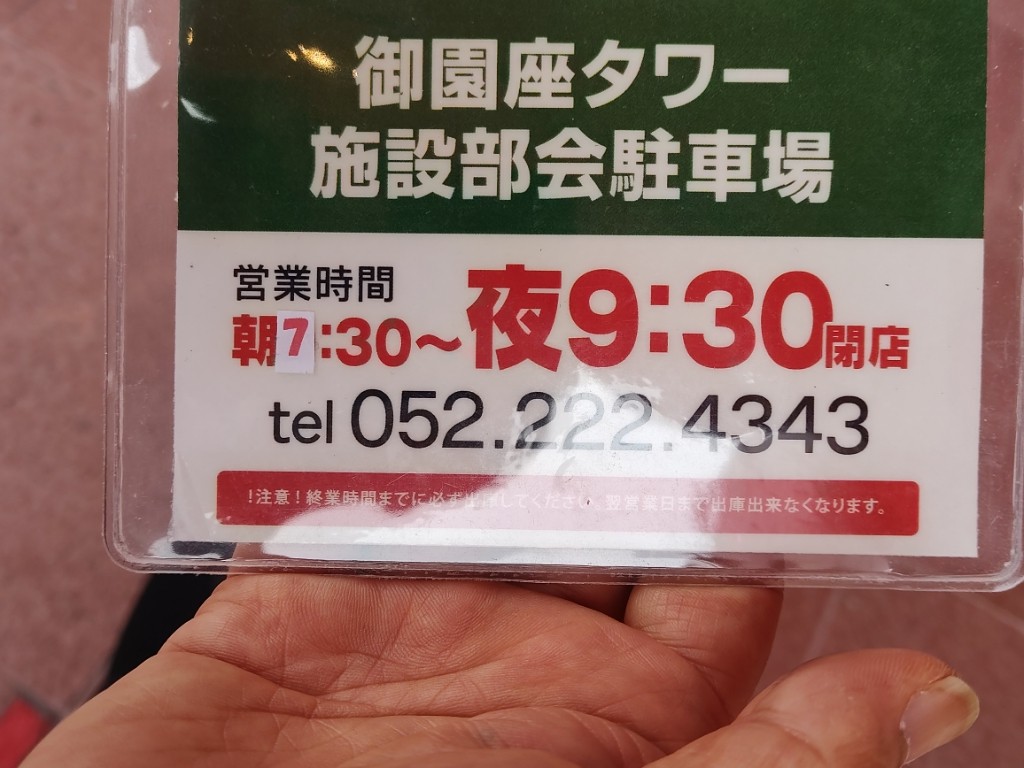 御園座タワー
施設部会駐車場
営業時間
朝7:30～夜9:30閉店
tel 052.222.4343
!注意!終業時間までに必ず出庫してください。翌営業日まで出庫出来なくなります。